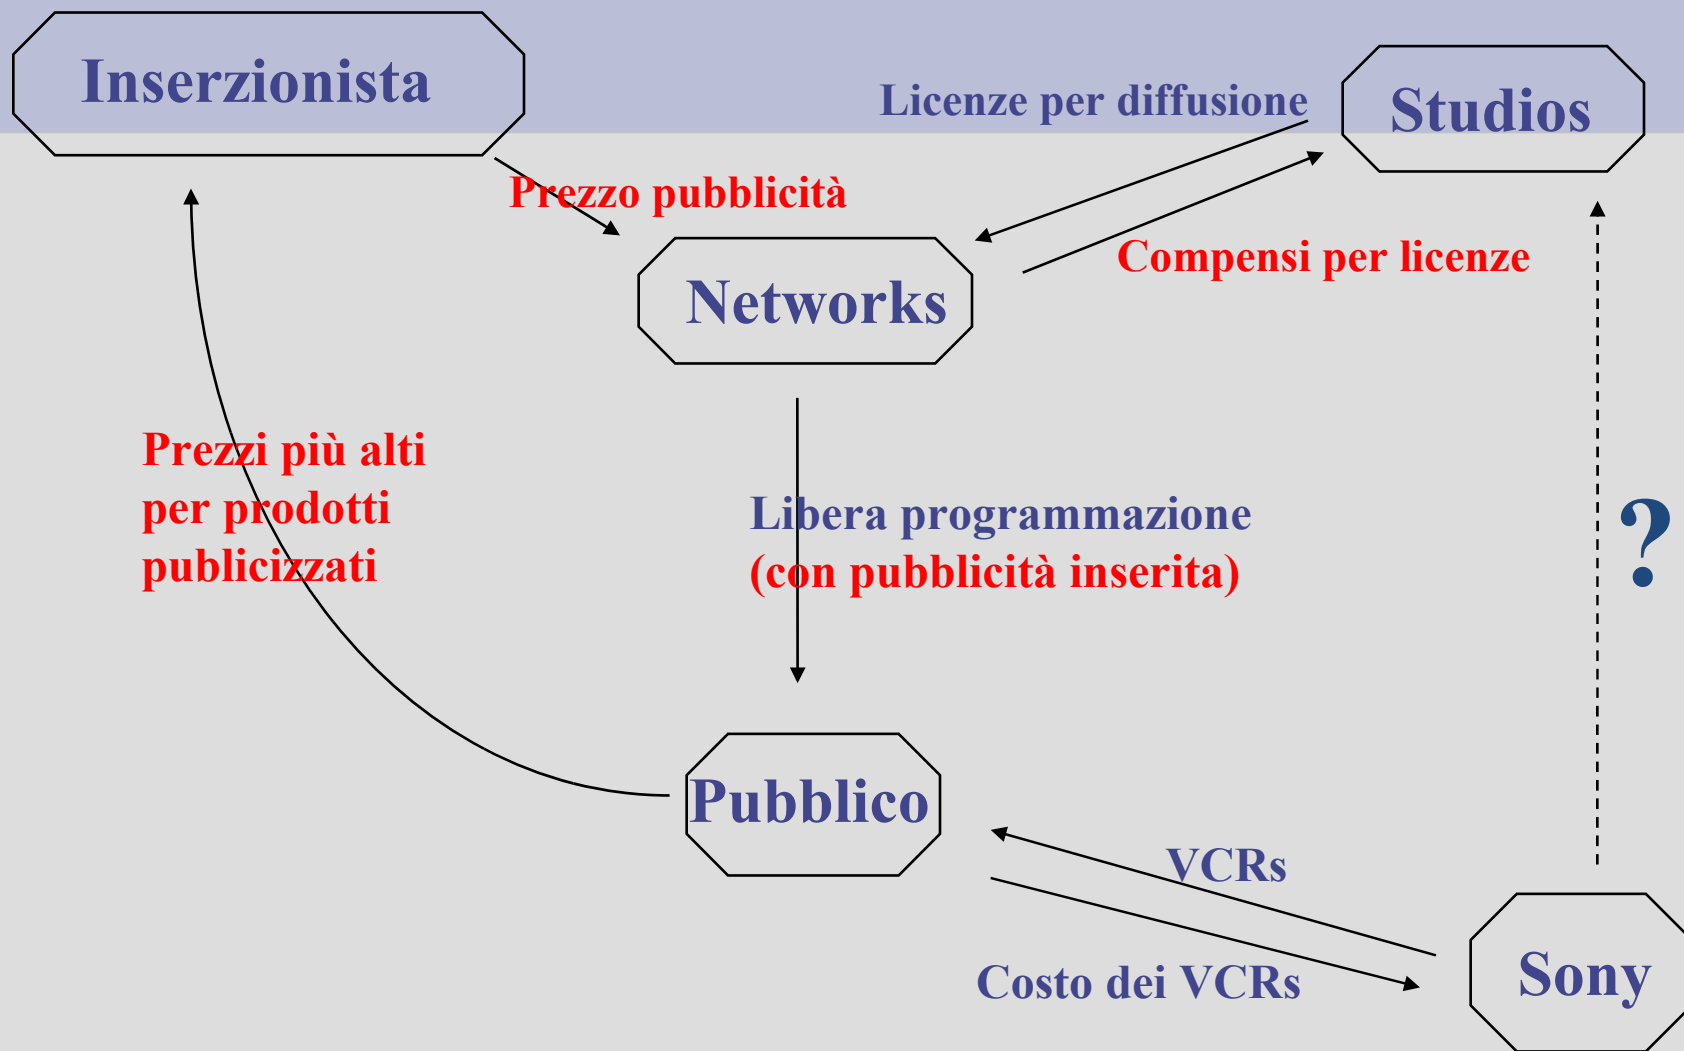 Inserzionista
Licenze per diffusione
Studios
Prezzo pubblicità
Compensi per licenze
Networks
Prezzi più alti
per prodotti
publicizzati
Libera programmazione
(con pubblicità inserita)
?
Pubblico
VCRs
Costo dei VCRs
Sony